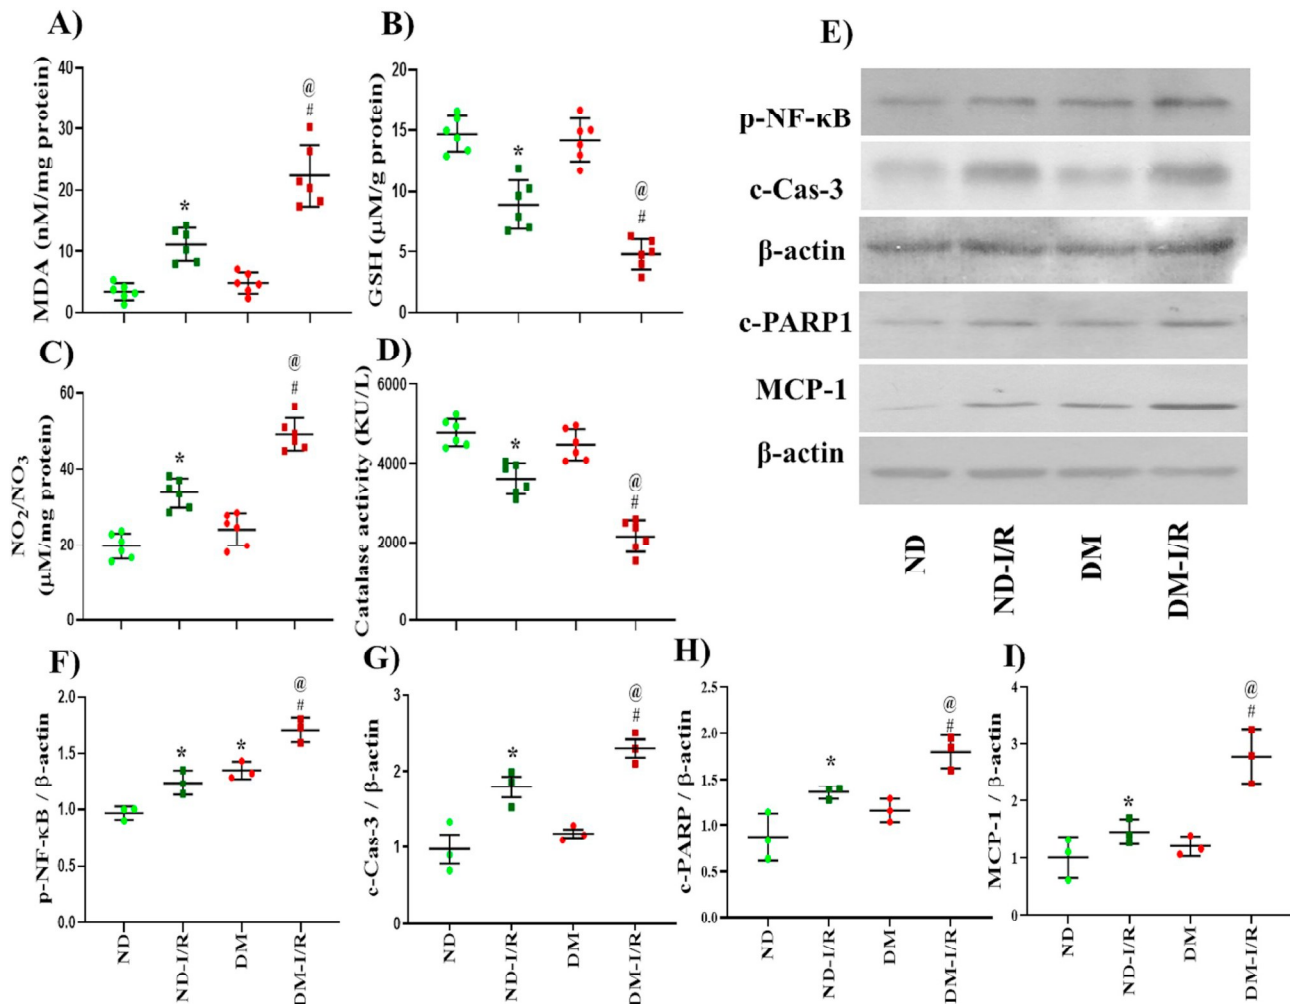 A)
MDA (nM/mg protein)
40
30
20
10
0
*
@
#
B)
GSH (μM/g protein)
20
15
10
5
0
*
@
#
C)
NO2/NO3
(μM/mg protein)
60
40
20
0
*
@
#
D)
Catalase activity (KU/L)
6000
4000
2000
0
*
@
#
E)
p-NF-κB
c-Cas-3
β-actin
c-PARP1
MCP-1
β-actin
ND
ND-I/R
DM
DM-I/R
F)
p-NF-κB / β-actin
2.0
1.5
1.0
0.5
0.0
*
*
@
#
ND
ND-I/R
DM
DM-I/R
G)
c-Cas-3 / β-actin
3
2
1
0
*
@
#
ND
ND-I/R
DM
DM-I/R
H)
c-PARP / β-actin
2.5
2.0
1.5
1.0
0.5
0.0
*
@
#
ND
ND-I/R
DM
DM-I/R
I)
MCP-1 / β-actin
4
3
2
1
0
*
@
#
ND
ND-I/R
DM
DM-I/R